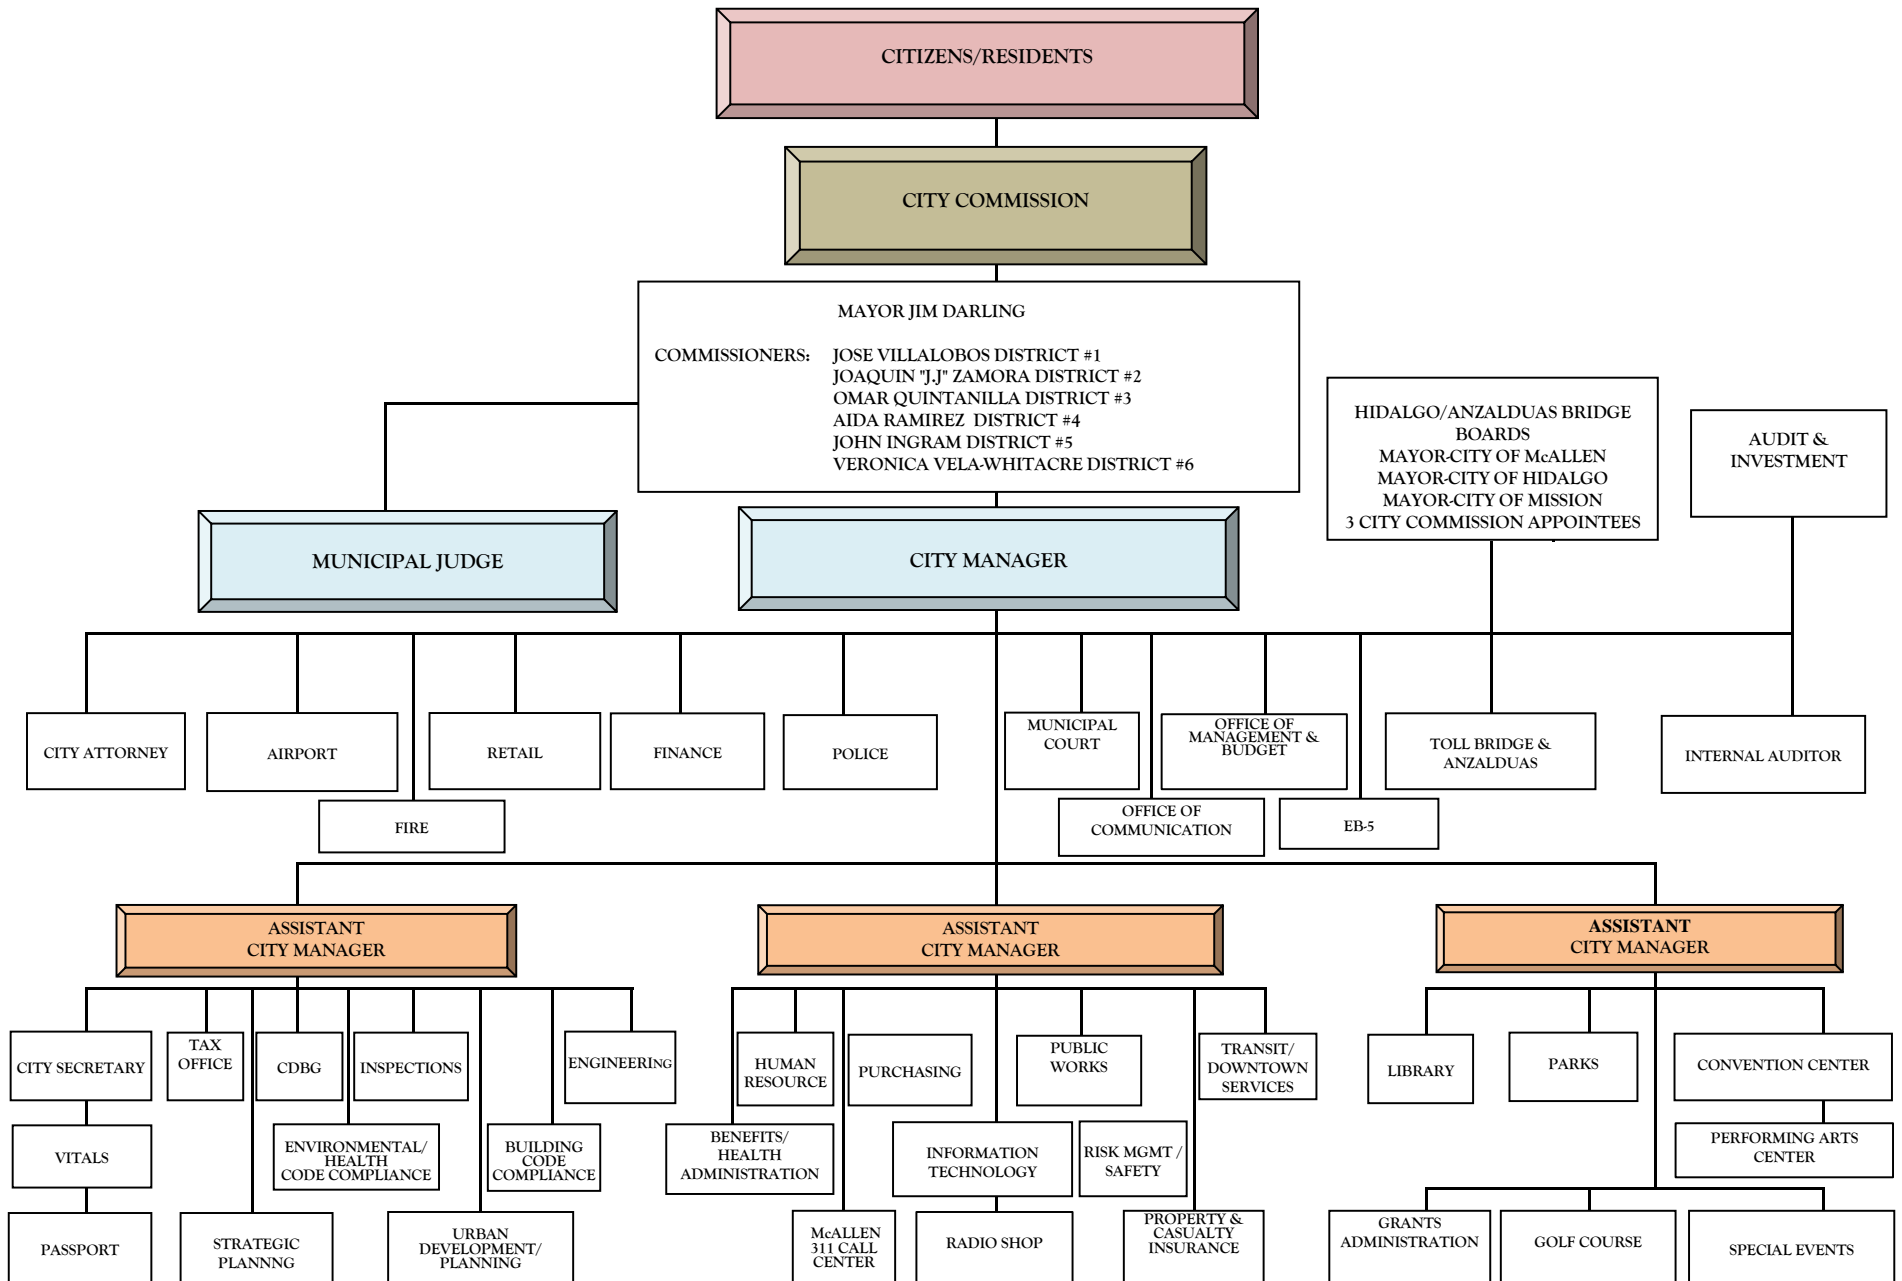 CITIZENS/RESIDENTS
CITY COMMISSION
MAYOR JIM DARLING
COMMISSIONERS: JOSE VILLALOBOS DISTRICT #1
JOAQUIN "J.J" ZAMORA DISTRICT #2
OMAR QUINTANILLA DISTRICT #3
AIDA RAMIREZ DISTRICT #4
JOHN INGRAM DISTRICT #5
VERONICA VELA-WHITACRE DISTRICT #6
HIDALGO/ANZALDUAS BRIDGE
BOARDS
MAYOR-CITY OF McALLEN
MAYOR-CITY OF HIDALGO
MAYOR-CITY OF MISSION
3 CITY COMMISSION APPOINTEES
AUDIT &
INVESTMENT
MUNICIPAL JUDGE
CITY MANAGER
CITY ATTORNEY
AIRPORT
RETAIL
FINANCE
POLICE
MUNICIPAL
COURT
OFFICE OF
MANAGEMENT &
BUDGET
TOLL BRIDGE &
ANZALDUAS
INTERNAL AUDITOR
FIRE
OFFICE OF
COMMUNICATION
EB-5
ASSISTANT
CITY MANAGER
ASSISTANT
CITY MANAGER
ASSISTANT
CITY MANAGER
CITY SECRETARY
TAX
OFFICE
CDBG
INSPECTIONS
ENGINEERING
HUMAN
RESOURCE
PURCHASING
PUBLIC
WORKS
TRANSIT/
DOWNTOWN
SERVICES
LIBRARY
PARKS
CONVENTION CENTER
VITALS
ENVIRONMENTAL/
HEALTH
CODE COMPLIANCE
BUILDING
CODE
COMPLIANCE
BENEFITS/
HEALTH
ADMINISTRATION
INFORMATION
TECHNOLOGY
RISK MGMT /
SAFETY
PERFORMING ARTS
CENTER
PASSPORT
STRATEGIC
PLANNNG
URBAN
DEVELOPMENT/
PLANNING
McALLEN
311 CALL
CENTER
RADIO SHOP
PROPERTY &
CASUALTY
INSURANCE
GRANTS
ADMINISTRATION
GOLF COURSE
SPECIAL EVENTS